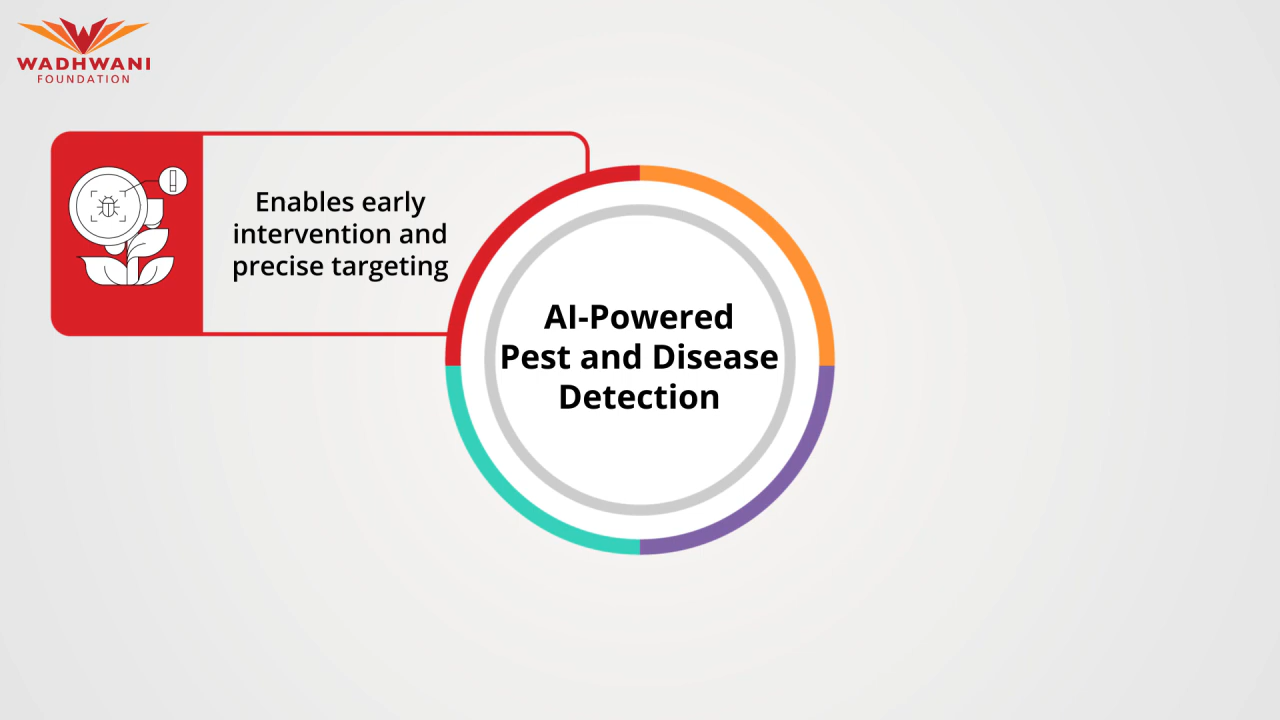 WADHWANI
FOUNDATION
Enables early
intervention and
precise targeting
AI-Powered
Pest and Disease
Detection